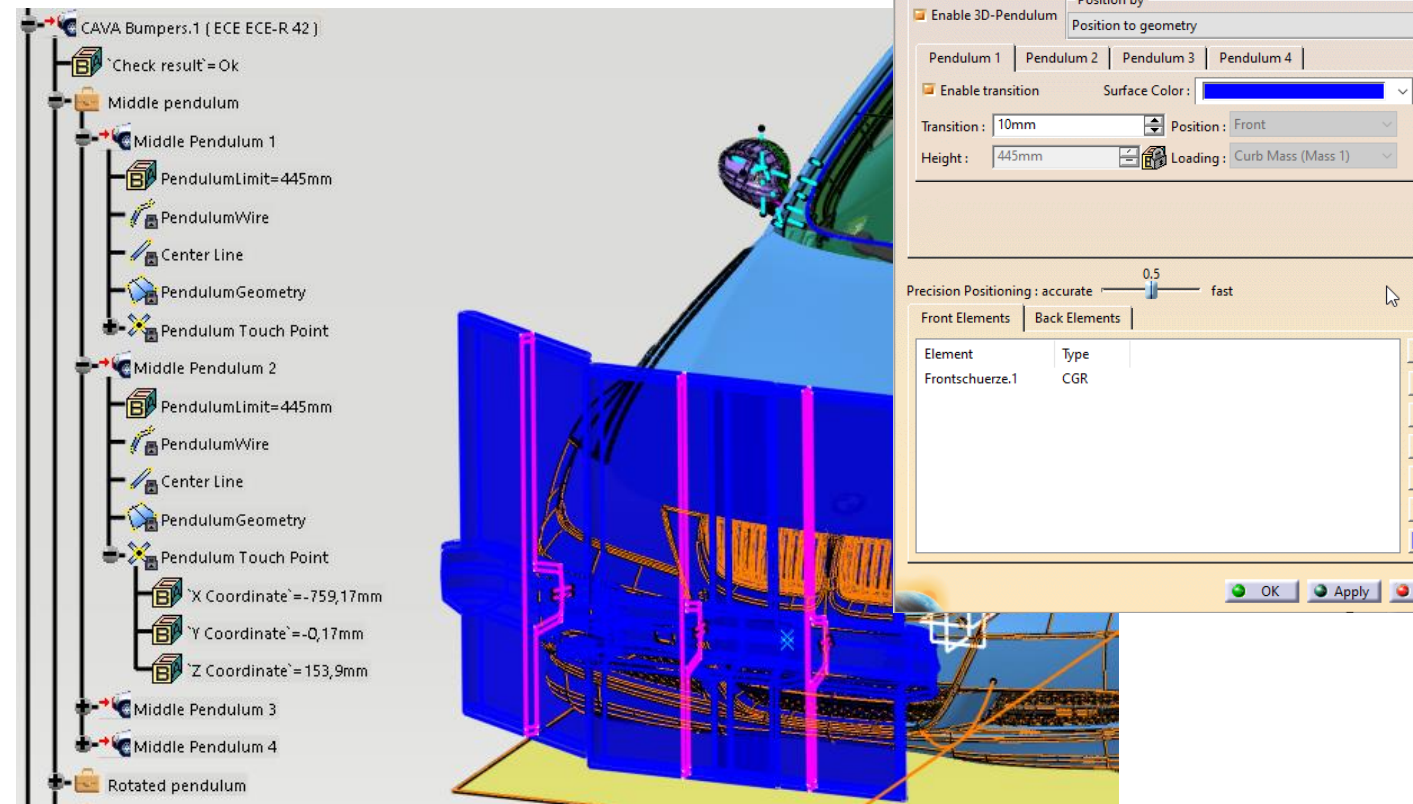 CAVA Bumpers.1 ( ECE ECE-R 42 )
`Check result`=Ok
Middle pendulum
Middle Pendulum 1
PendulumLimit=445mm
PendulumWire
Center Line
PendulumGeometry
Pendulum Touch Point
Middle Pendulum 2
PendulumLimit=445mm
PendulumWire
Center Line
PendulumGeometry
Pendulum Touch Point
`X Coordinate`=-759,17mm
`Y Coordinate`=-0,17mm
`Z Coordinate`=153,9mm
Middle Pendulum 3
Middle Pendulum 4
Rotated pendulum
Position by
Enable 3D-Pendulum
Position to geometry
Pendulum 1 Pendulum 2 Pendulum 3 Pendulum 4
Enable transition Surface Color :
Transition : 10mm Position : Front
Height : 445mm Loading : Curb Mass (Mass 1)
0.5
Precision Positioning : accurate fast
Front Elements Back Elements
Element Type
Frontschuerze.1 CGR
OK Apply